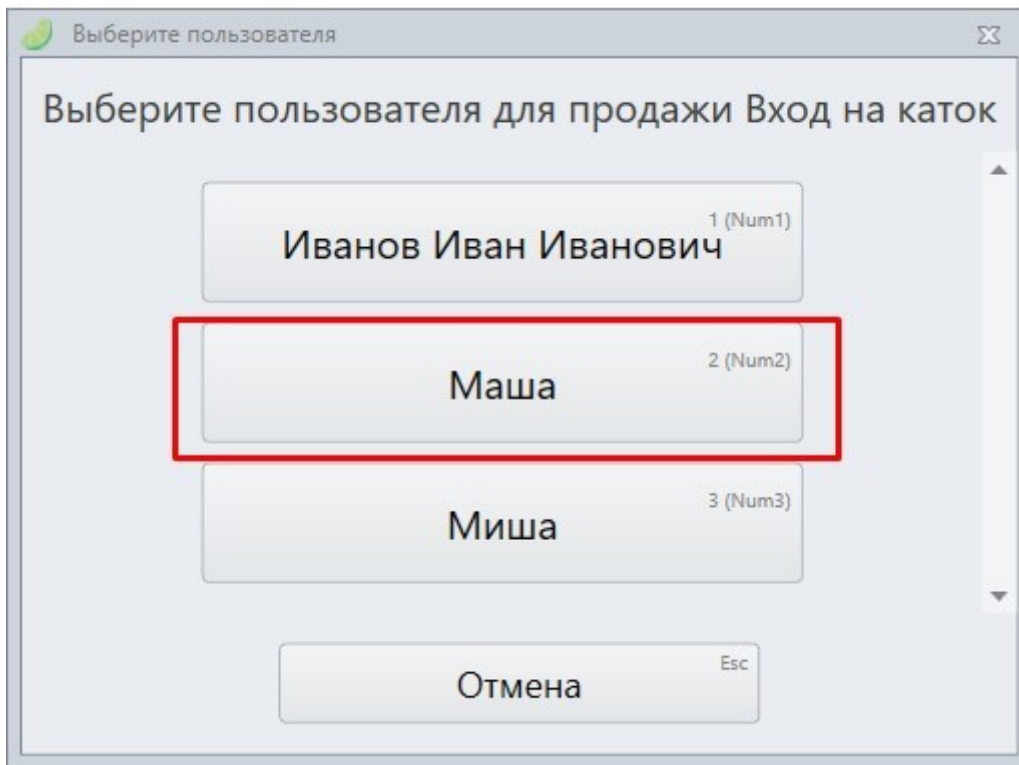 Выберите пользователя
Выберите пользователя для продажи Вход на каток
1 (Num1)
Иванов Иван Иванович
2 (Num2)
Маша
3 (Num3)
Миша
Esc
Отмена